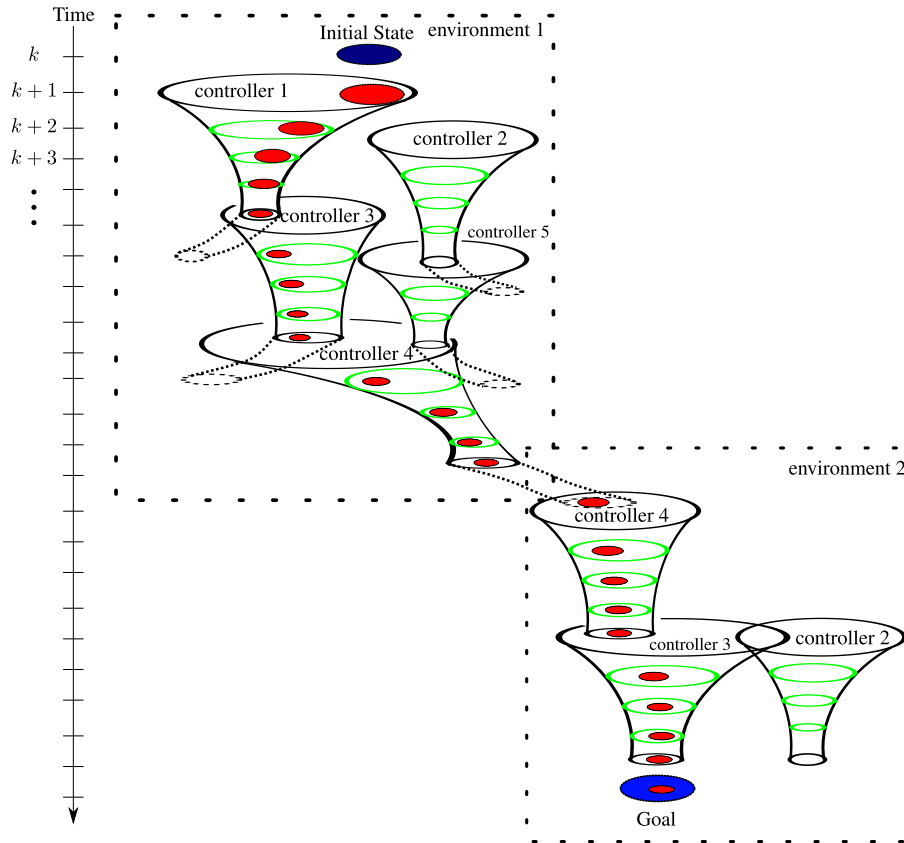 Time
Initial State
environment 1
k
k + 1
controller 1
k + 2
controller 2
k + 3
controller 3
controller 5
controller 4
environment 2
controller 4
controller 3
controller 2
Goal